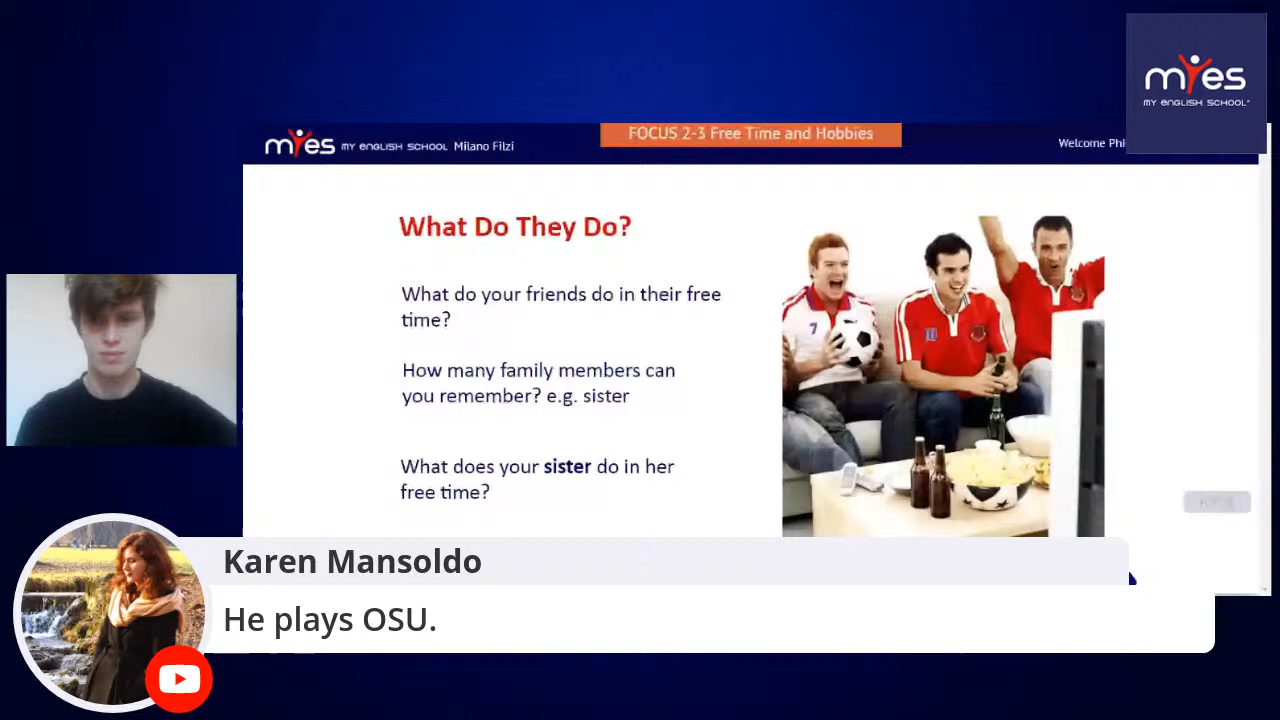 myes
MY ENGLISH SCHOOL
myes MY ENGLISH SCHOOL Milano Filzi
FOCUS 2-3 Free Time and Hobbies
Welcome Phi
What Do They Do?
What do your friends do in their free
time?
How many family members can
you remember? e.g. sister
What does your sister do in her
free time?
7
10
Karen Mansoldo
He plays OSU.